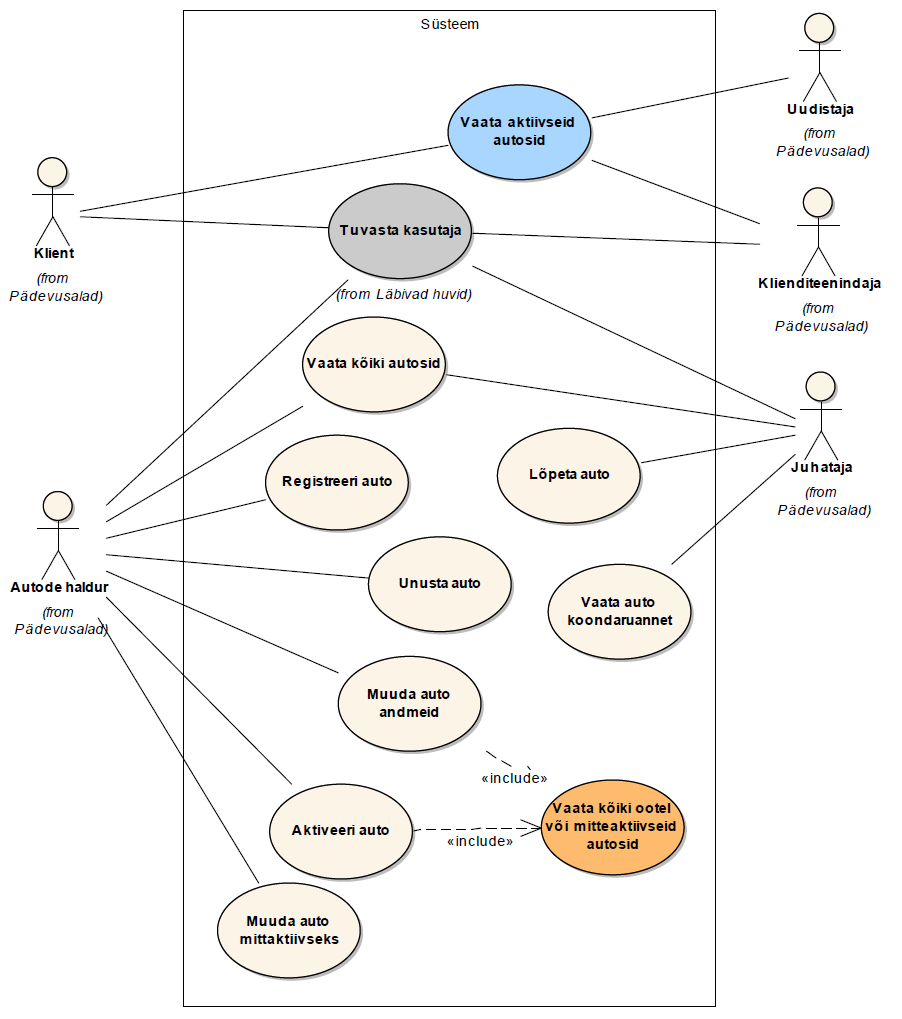 Süsteem
Uudistaja
(from
Pädevusalad)
Vaata aktiivseid
autosid
Klient
(from
Pädevusalad)
Tuvasta kasutaja
(from Läbivad huvid)
Klienditeenindaja
(from
Pädevusalad)
Vaata kõiki autosid
Juhataja
(from
Pädevusalad)
Registreeri auto
Lõpeta auto
Autode haldur
(from
Pädevusalad)
Unusta auto
Vaata auto
koondaruannet
Muuda auto
andmeid
«include»
Aktiveeri auto
«include»
Vaata kõiki ootel
või mitteaktiivseid
autosid
Muuda auto
mittaktiivseks